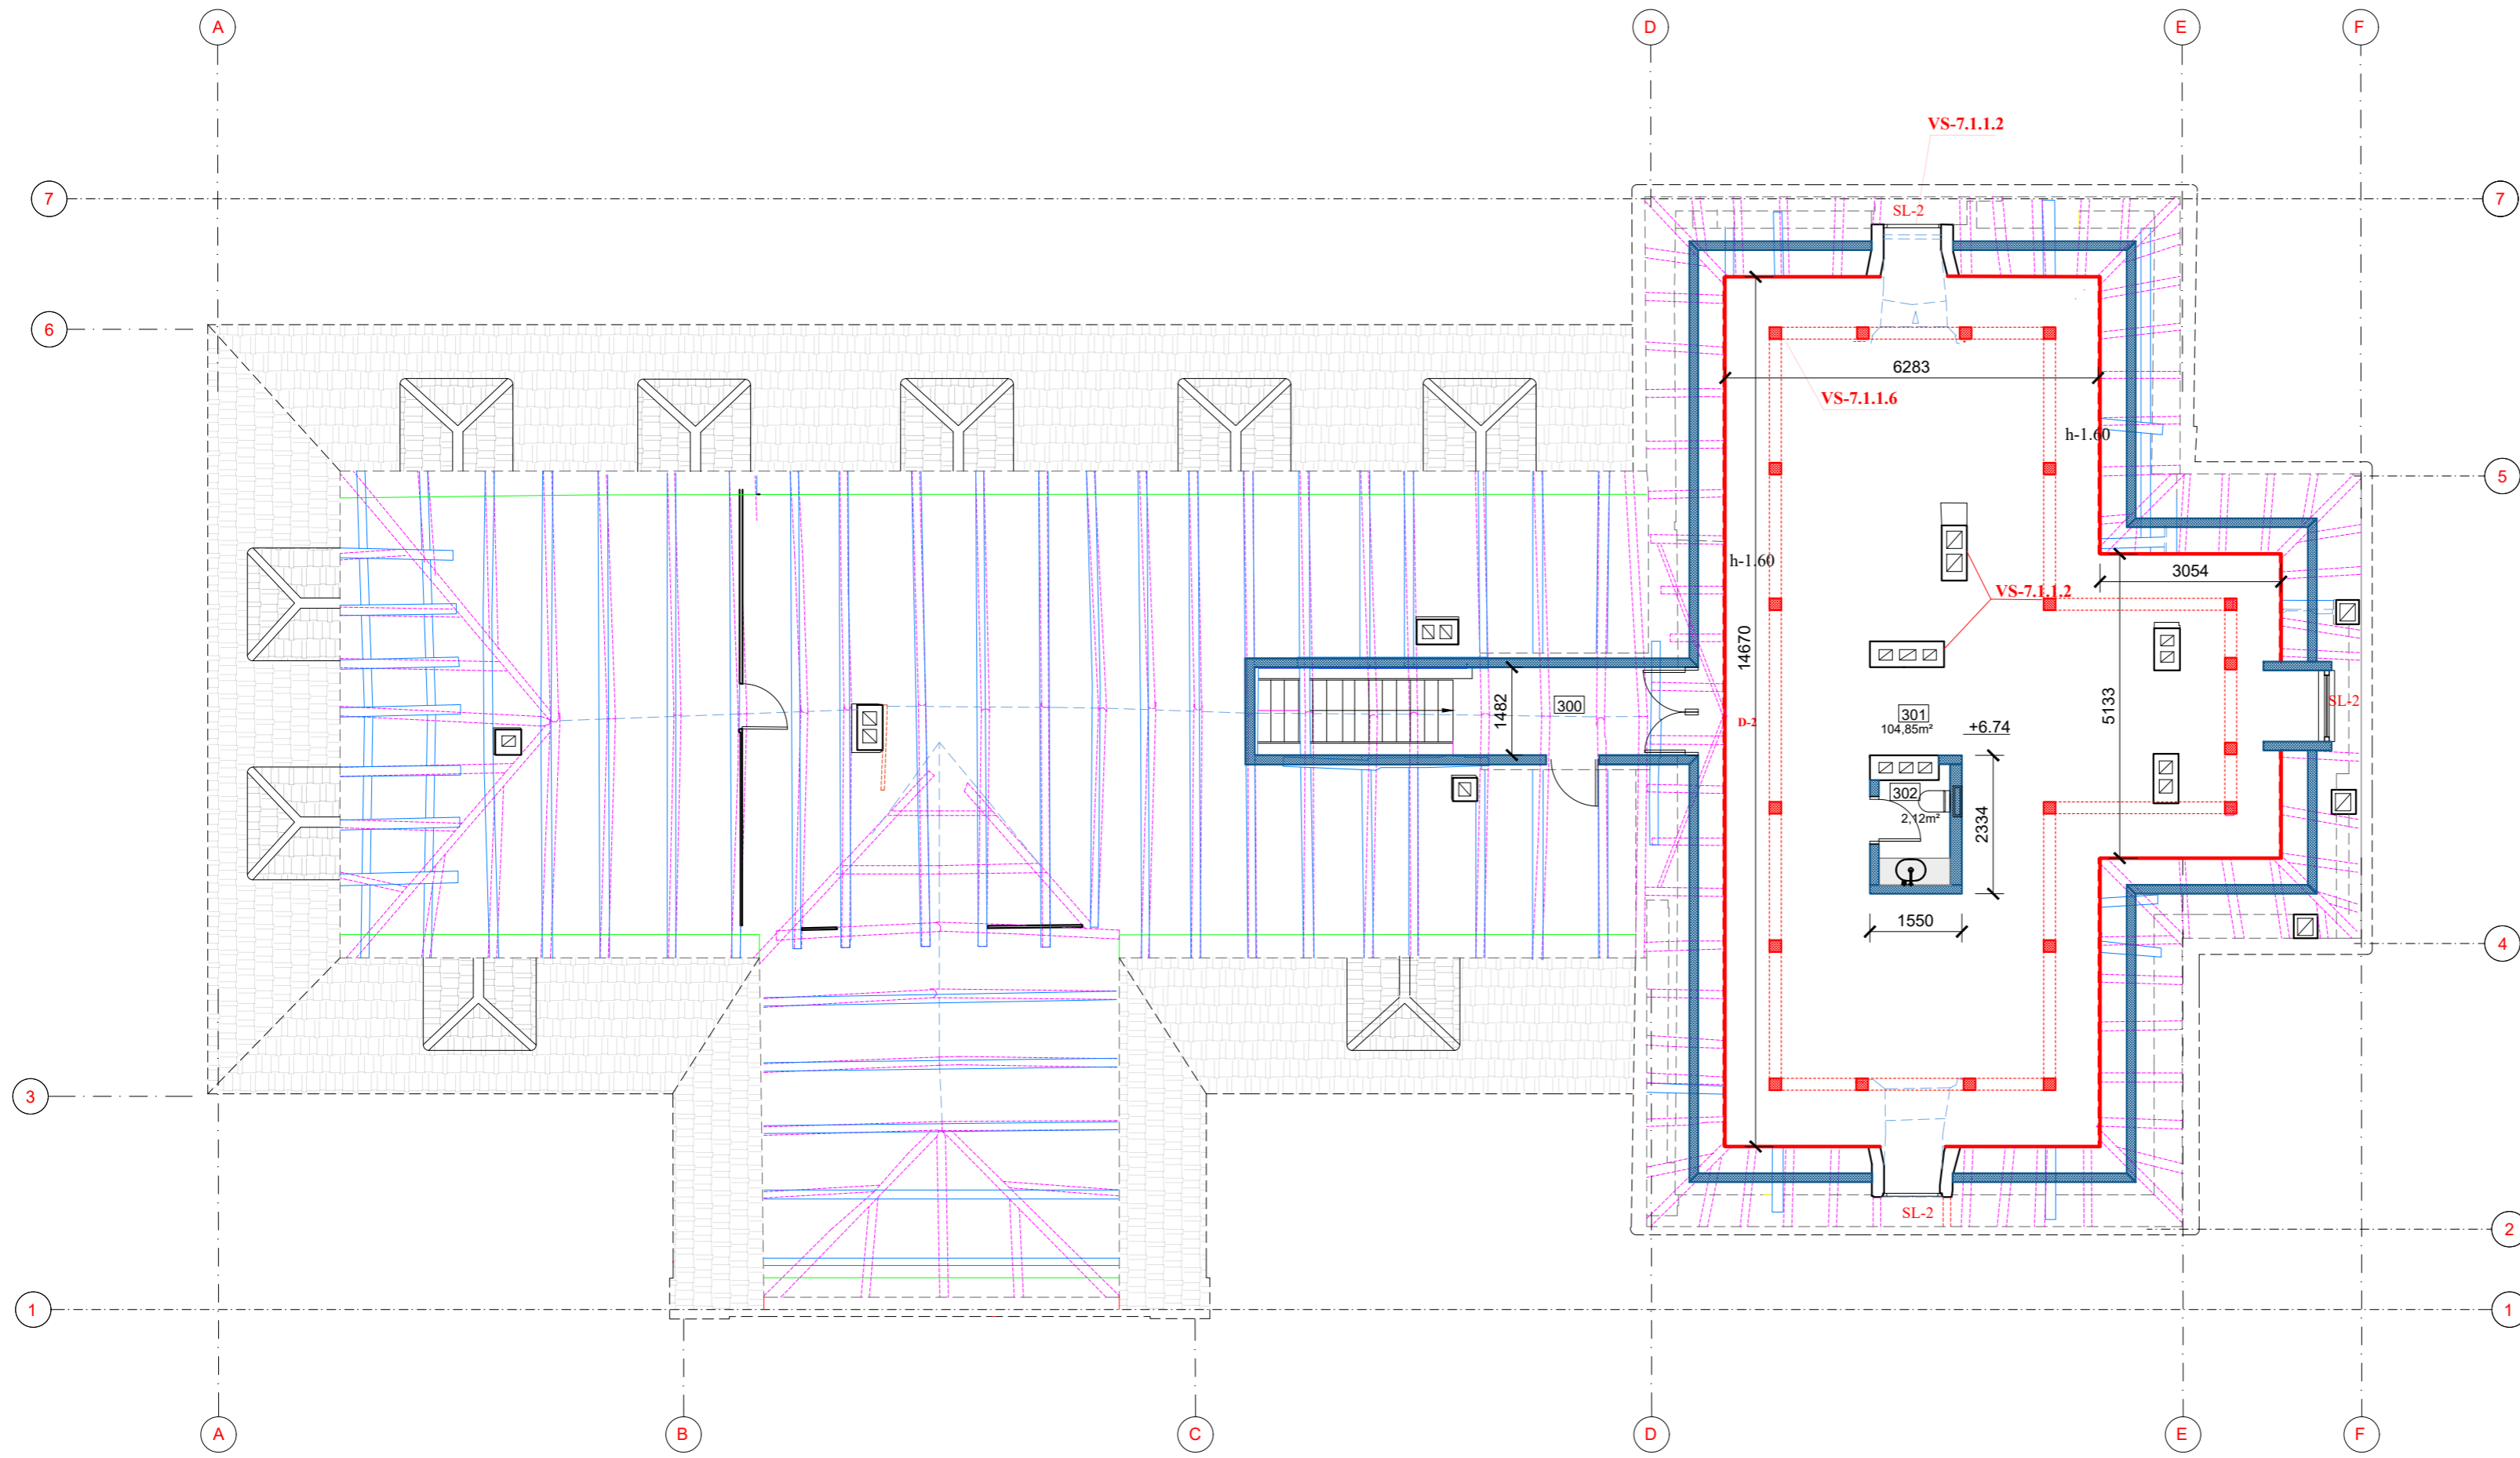 A
D
E
F
VS-7.1.1.2
7
7
SL-2
6
6283
VS-7.1.1.6
h-1.60
5
h-1.60
3054
VS-7.1.1.2
14670
1482
300
SL-2
301
5133
D-2
104,85m²
+6.74
302
2,12m²
2334
1550
4
3
SL-2
2
1
1
A
B
C
D
E
F